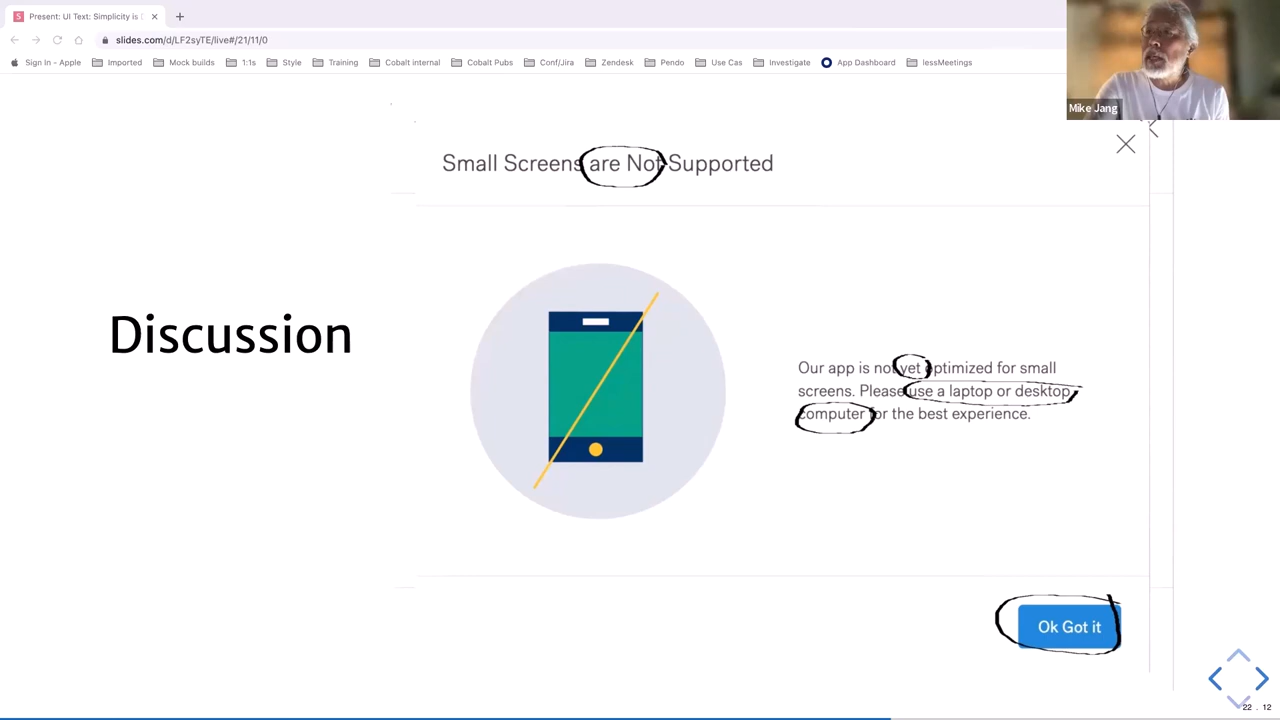 Present: UI Text: Simplicity is
slides.com/d/LF2syTE/live#/21/11/0
Sign In - Apple Imported Mock builds 1:1s Style Training Cobalt internal Cobalt Pubs Conf/Jira Zendesk Pendo Use Cas Investigate App Dashboard lessMeetings
Mike Jang
Small Screens are Not Supported
Discussion
Our app is not yet optimized for small
screens. Please use a laptop or desktop
computer for the best experience.
Ok Got it
22 . 12